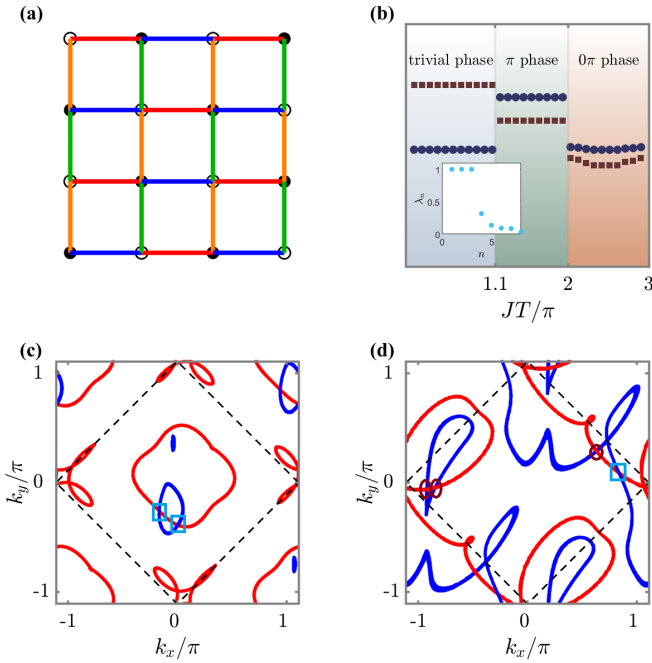 (a)
(b)
trivial phase
π phase
0π phase
1
0.5
0
λn
5
n
1.1
2
3
JT/π
(c)
(d)
1
0
-1
ky/π
-1
0
1
kx/π
1
0
-1
ky/π
-1
0
1
kx/π